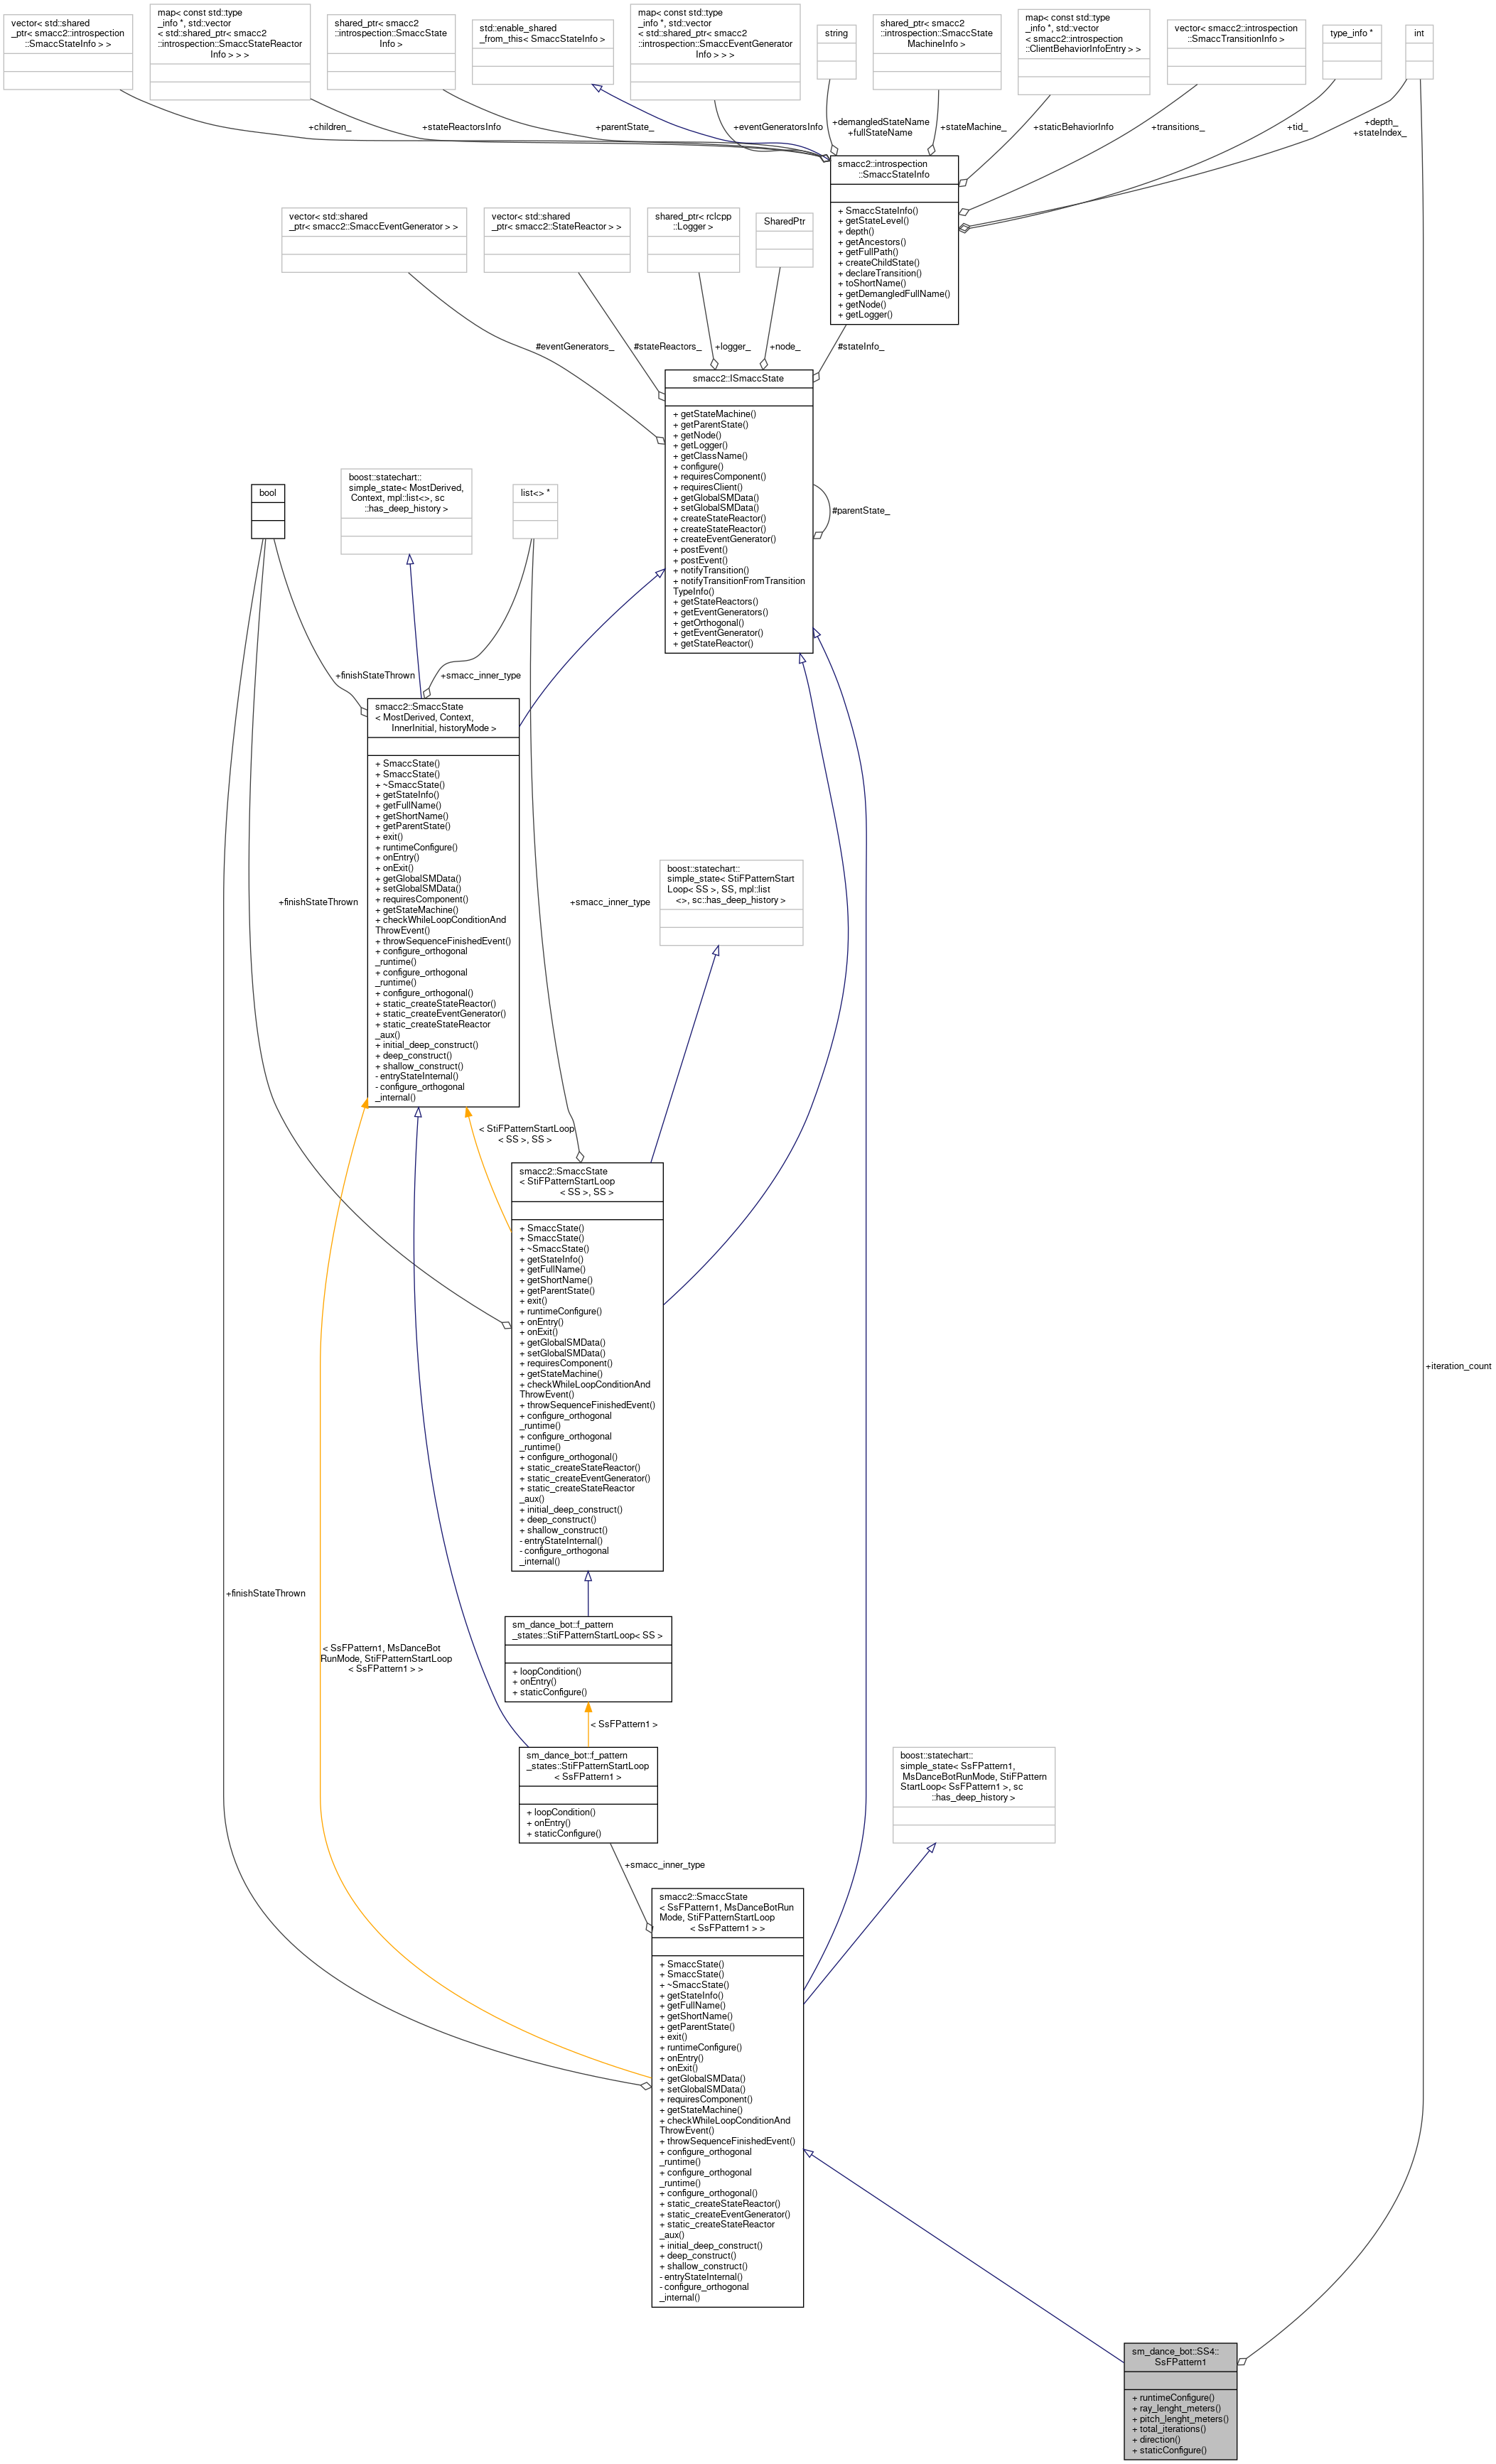 vector< std::shared
_ptr< smacc2::introspection
::SmaccStateInfo > >
map< const std::type
_info *, std::vector
< std::shared_ptr< smacc2
::introspection::SmaccStateReactor
Info > > >
shared_ptr< smacc2
::introspection::SmaccState
Info >
std::enable_shared
_from_this< SmaccStateInfo >
map< const std::type
_info *, std::vector
< std::shared_ptr< smacc2
::introspection::SmaccEventGenerator
Info > > >
string
shared_ptr< smacc2
::introspection::SmaccState
MachineInfo >
map< const std::type
_info *, std::vector
< smacc2::introspection
::ClientBehaviorInfoEntry > >
vector< smacc2::introspection
::SmaccTransitionInfo >
type_info *
int
+children_
+stateReactorsInfo
+parentState_
+eventGeneratorsInfo
+demangledStateName
+fullStateName
+stateMachine_
+staticBehaviorInfo
+transitions_
+tid_
+depth_
+stateIndex_
smacc2::introspection
::SmaccStateInfo
+ SmaccStateInfo()
+ getStateLevel()
+ depth()
+ getAncestors()
+ getFullPath()
+ createChildState()
+ declareTransition()
+ toShortName()
+ getDemangledFullName()
+ getNode()
+ getLogger()
vector< std::shared
_ptr< smacc2::SmaccEventGenerator > >
vector< std::shared
_ptr< smacc2::StateReactor > >
shared_ptr< rclcpp
::Logger >
SharedPtr
#eventGenerators_
#stateReactors_
+logger_
+node_
#stateInfo_
smacc2::ISmaccState
+ getStateMachine()
+ getParentState()
+ getNode()
+ getLogger()
+ getClassName()
+ configure()
+ requiresComponent()
+ requiresClient()
+ getGlobalSMData()
+ setGlobalSMData()
+ createStateReactor()
+ createStateReactor()
+ createEventGenerator()
+ postEvent()
+ postEvent()
+ notifyTransition()
+ notifyTransitionFromTransition
TypeInfo()
+ getStateReactors()
+ getEventGenerators()
+ getOrthogonal()
+ getEventGenerator()
+ getStateReactor()
#parentState_
bool
boost::statechart::
simple_state< MostDerived,
Context, mpl::list<>, sc
::has_deep_history >
list<> *
+finishStateThrown
+smacc_inner_type
smacc2::SmaccState
< MostDerived, Context,
InnerInitial, historyMode >
+ SmaccState()
+ SmaccState()
+ ~SmaccState()
+ getStateInfo()
+ getFullName()
+ getShortName()
+ getParentState()
+ exit()
+ runtimeConfigure()
+ onEntry()
+ onExit()
+ getGlobalSMData()
+ setGlobalSMData()
+ requiresComponent()
+ getStateMachine()
+ checkWhileLoopConditionAnd
ThrowEvent()
+ throwSequenceFinishedEvent()
+ configure_orthogonal
_runtime()
+ configure_orthogonal
_runtime()
+ configure_orthogonal()
+ static_createStateReactor()
+ static_createEventGenerator()
+ static_createStateReactor
_aux()
+ initial_deep_construct()
+ deep_construct()
+ shallow_construct()
- entryStateInternal()
- configure_orthogonal
_internal()
+finishStateThrown
+smacc_inner_type
boost::statechart::
simple_state< StiFPatternStart
Loop< SS >, SS, mpl::list
<>, sc::has_deep_history >
< StiFPatternStartLoop
< SS >, SS >
smacc2::SmaccState
< StiFPatternStartLoop
< SS >, SS >
+ SmaccState()
+ SmaccState()
+ ~SmaccState()
+ getStateInfo()
+ getFullName()
+ getShortName()
+ getParentState()
+ exit()
+ runtimeConfigure()
+ onEntry()
+ onExit()
+ getGlobalSMData()
+ setGlobalSMData()
+ requiresComponent()
+ getStateMachine()
+ checkWhileLoopConditionAnd
ThrowEvent()
+ throwSequenceFinishedEvent()
+ configure_orthogonal
_runtime()
+ configure_orthogonal
_runtime()
+ configure_orthogonal()
+ static_createStateReactor()
+ static_createEventGenerator()
+ static_createStateReactor
_aux()
+ initial_deep_construct()
+ deep_construct()
+ shallow_construct()
- entryStateInternal()
- configure_orthogonal
_internal()
+iteration_count
+finishStateThrown
< SsFPattern1, MsDanceBot
RunMode, StiFPatternStartLoop
< SsFPattern1 > >
sm_dance_bot::f_pattern
_states::StiFPatternStartLoop< SS >
+ loopCondition()
+ onEntry()
+ staticConfigure()
< SsFPattern1 >
sm_dance_bot::f_pattern
_states::StiFPatternStartLoop
< SsFPattern1 >
+ loopCondition()
+ onEntry()
+ staticConfigure()
boost::statechart::
simple_state< SsFPattern1,
MsDanceBotRunMode, StiFPattern
StartLoop< SsFPattern1 >, sc
::has_deep_history >
+smacc_inner_type
smacc2::SmaccState
< SsFPattern1, MsDanceBotRun
Mode, StiFPatternStartLoop
< SsFPattern1 > >
+ SmaccState()
+ SmaccState()
+ ~SmaccState()
+ getStateInfo()
+ getFullName()
+ getShortName()
+ getParentState()
+ exit()
+ runtimeConfigure()
+ onEntry()
+ onExit()
+ getGlobalSMData()
+ setGlobalSMData()
+ requiresComponent()
+ getStateMachine()
+ checkWhileLoopConditionAnd
ThrowEvent()
+ throwSequenceFinishedEvent()
+ configure_orthogonal
_runtime()
+ configure_orthogonal
_runtime()
+ configure_orthogonal()
+ static_createStateReactor()
+ static_createEventGenerator()
+ static_createStateReactor
_aux()
+ initial_deep_construct()
+ deep_construct()
+ shallow_construct()
- entryStateInternal()
- configure_orthogonal
_internal()
sm_dance_bot::SS4::
SsFPattern1
+ runtimeConfigure()
+ ray_lenght_meters()
+ pitch_lenght_meters()
+ total_iterations()
+ direction()
+ staticConfigure()